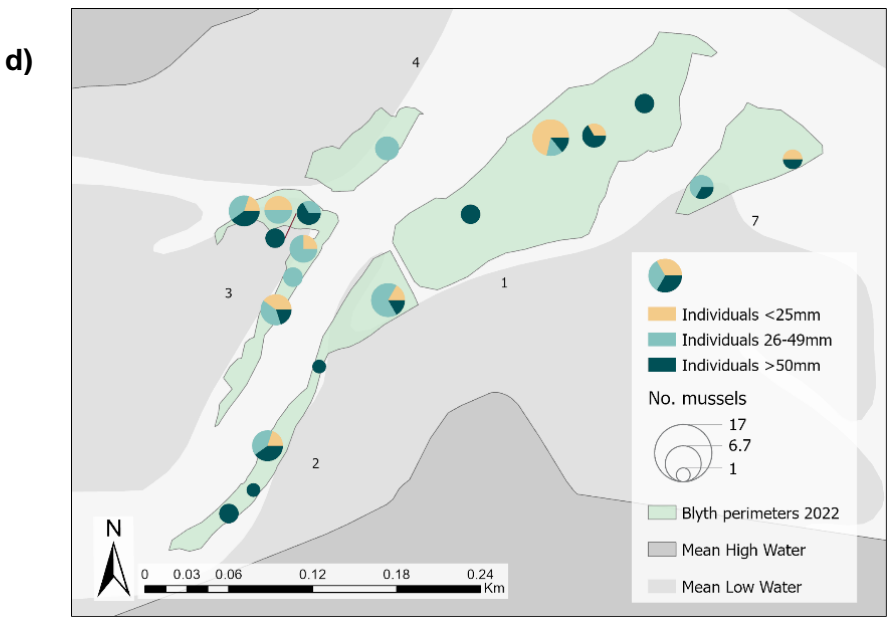 d)
4
3
1
7
2
Individuals <25mm
Individuals 26-49mm
Individuals >50mm
No. mussels
17
6.7
1
Blyth perimeters 2022
Mean High Water
Mean Low Water
N
0 0.03 0.06 0.12 0.18 0.24
Km